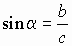 sin α = b/c